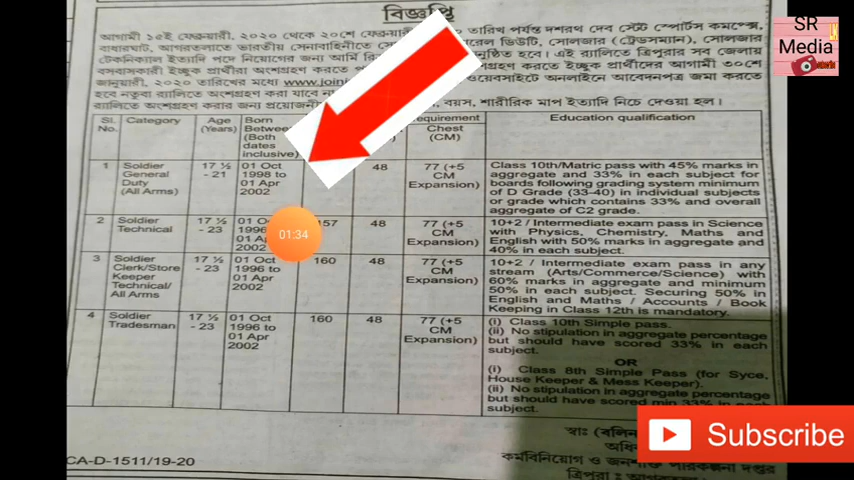 বিজ্ঞপ্তি
SR
Media
আগামী ১৫ই ফেব্রুয়ারী, ২০২০ থেকে ২০শে ফেব্রুয়া ২০ তারিখ পর্যন্ত দশরথ দেব স্টেট স্পোর্টস কমপ্লেক্স,
বাধারঘাট, আগরতলাতে ভারতীয় সেনাবাহিনীতে সো রেল ডিউটি, সোলজার (ট্রেডসম্যান), সোলজার
টেকনিক্যাল ইত্যাদি পদে নিয়োগের জন্য আর্মি রি নুষ্ঠিত হবে। এই র‍্যালিতে ত্রিপুরার সব জেলায়
বসবাসকারী ইচ্ছুক প্রার্থীরা অংশগ্রহণ করতে প গ্রহণ করতে ইচ্ছুক প্রার্থীদের আগামী ৩০শে
জানুয়ারী, ২০২০ তারিখের মধ্যে www.join ওয়েবসাইটে অনলাইনে আবেদনপত্র জমা করতে
হবে নতুবা র‍্যালিতে অংশগ্রহণ করা যাবে না
র‍্যালিতে অংশগ্রহণ করার জন্য প্রয়োজনী বয়স, শারীরিক মাপ ইত্যাদি নিচে দেওয়া হল।
Sl. No. Category Age (Years) Born Between (Both dates inclusive) equirement Chest (CM) Education qualification
1 Soldier General Duty (All Arms) 17 ½ - 21 01 Oct 1998 to 01 Apr 2002 48 77 (+5 CM Expansion) Class 10th/Matric pass with 45% marks in
aggregate and 33% in each subject for
boards following grading system minimum
of D Grade (33-40) in individual subjects
or grade which contains 33% and overall
aggregate of C2 grade.
2 Soldier Technical 17 ½ - 23 01 Oc 1996 01 Ap 2002 157 48 77 (+5 CM Expansion) 10+2 / Intermediate exam pass in Science
with Physics, Chemistry, Maths and
English with 50% marks in aggregate and
40% in each subject.
01:34
3 Soldier Clerk/Store Keeper Technical/ All Arms 17 ½ - 23 01 Oct 1996 to 01 Apr 2002 160 48 77 (+5 CM Expansion) 10+2 / Intermediate exam pass in any
stream (Arts/Commerce/Science) with
60% marks in aggregate and minimum
50% in each subject. Securing 50% in
English and Maths / Accounts / Book
Keeping in Class 12th is mandatory.
4 Soldier Tradesman 17 ½ - 23 01 Oct 1996 to 01 Apr 2002 160 48 77 (+5 CM Expansion) (i) Class 10th Simple pass.
(ii) No stipulation in aggregate percentage
but should have scored 33% in each
subject.
OR
(i) Class 8th Simple Pass (for Syce,
House Keeper & Mess Keeper).
(ii) No stipulation in aggregate percentage
but should have scored min 33% in each
subject.
Subscribe
স্বাঃ (বলিন
অধি
কর্মবিনিয়োগ ও জনশক্তি পরিকল্পনা দপ্তর
CA-D-1511/19-20